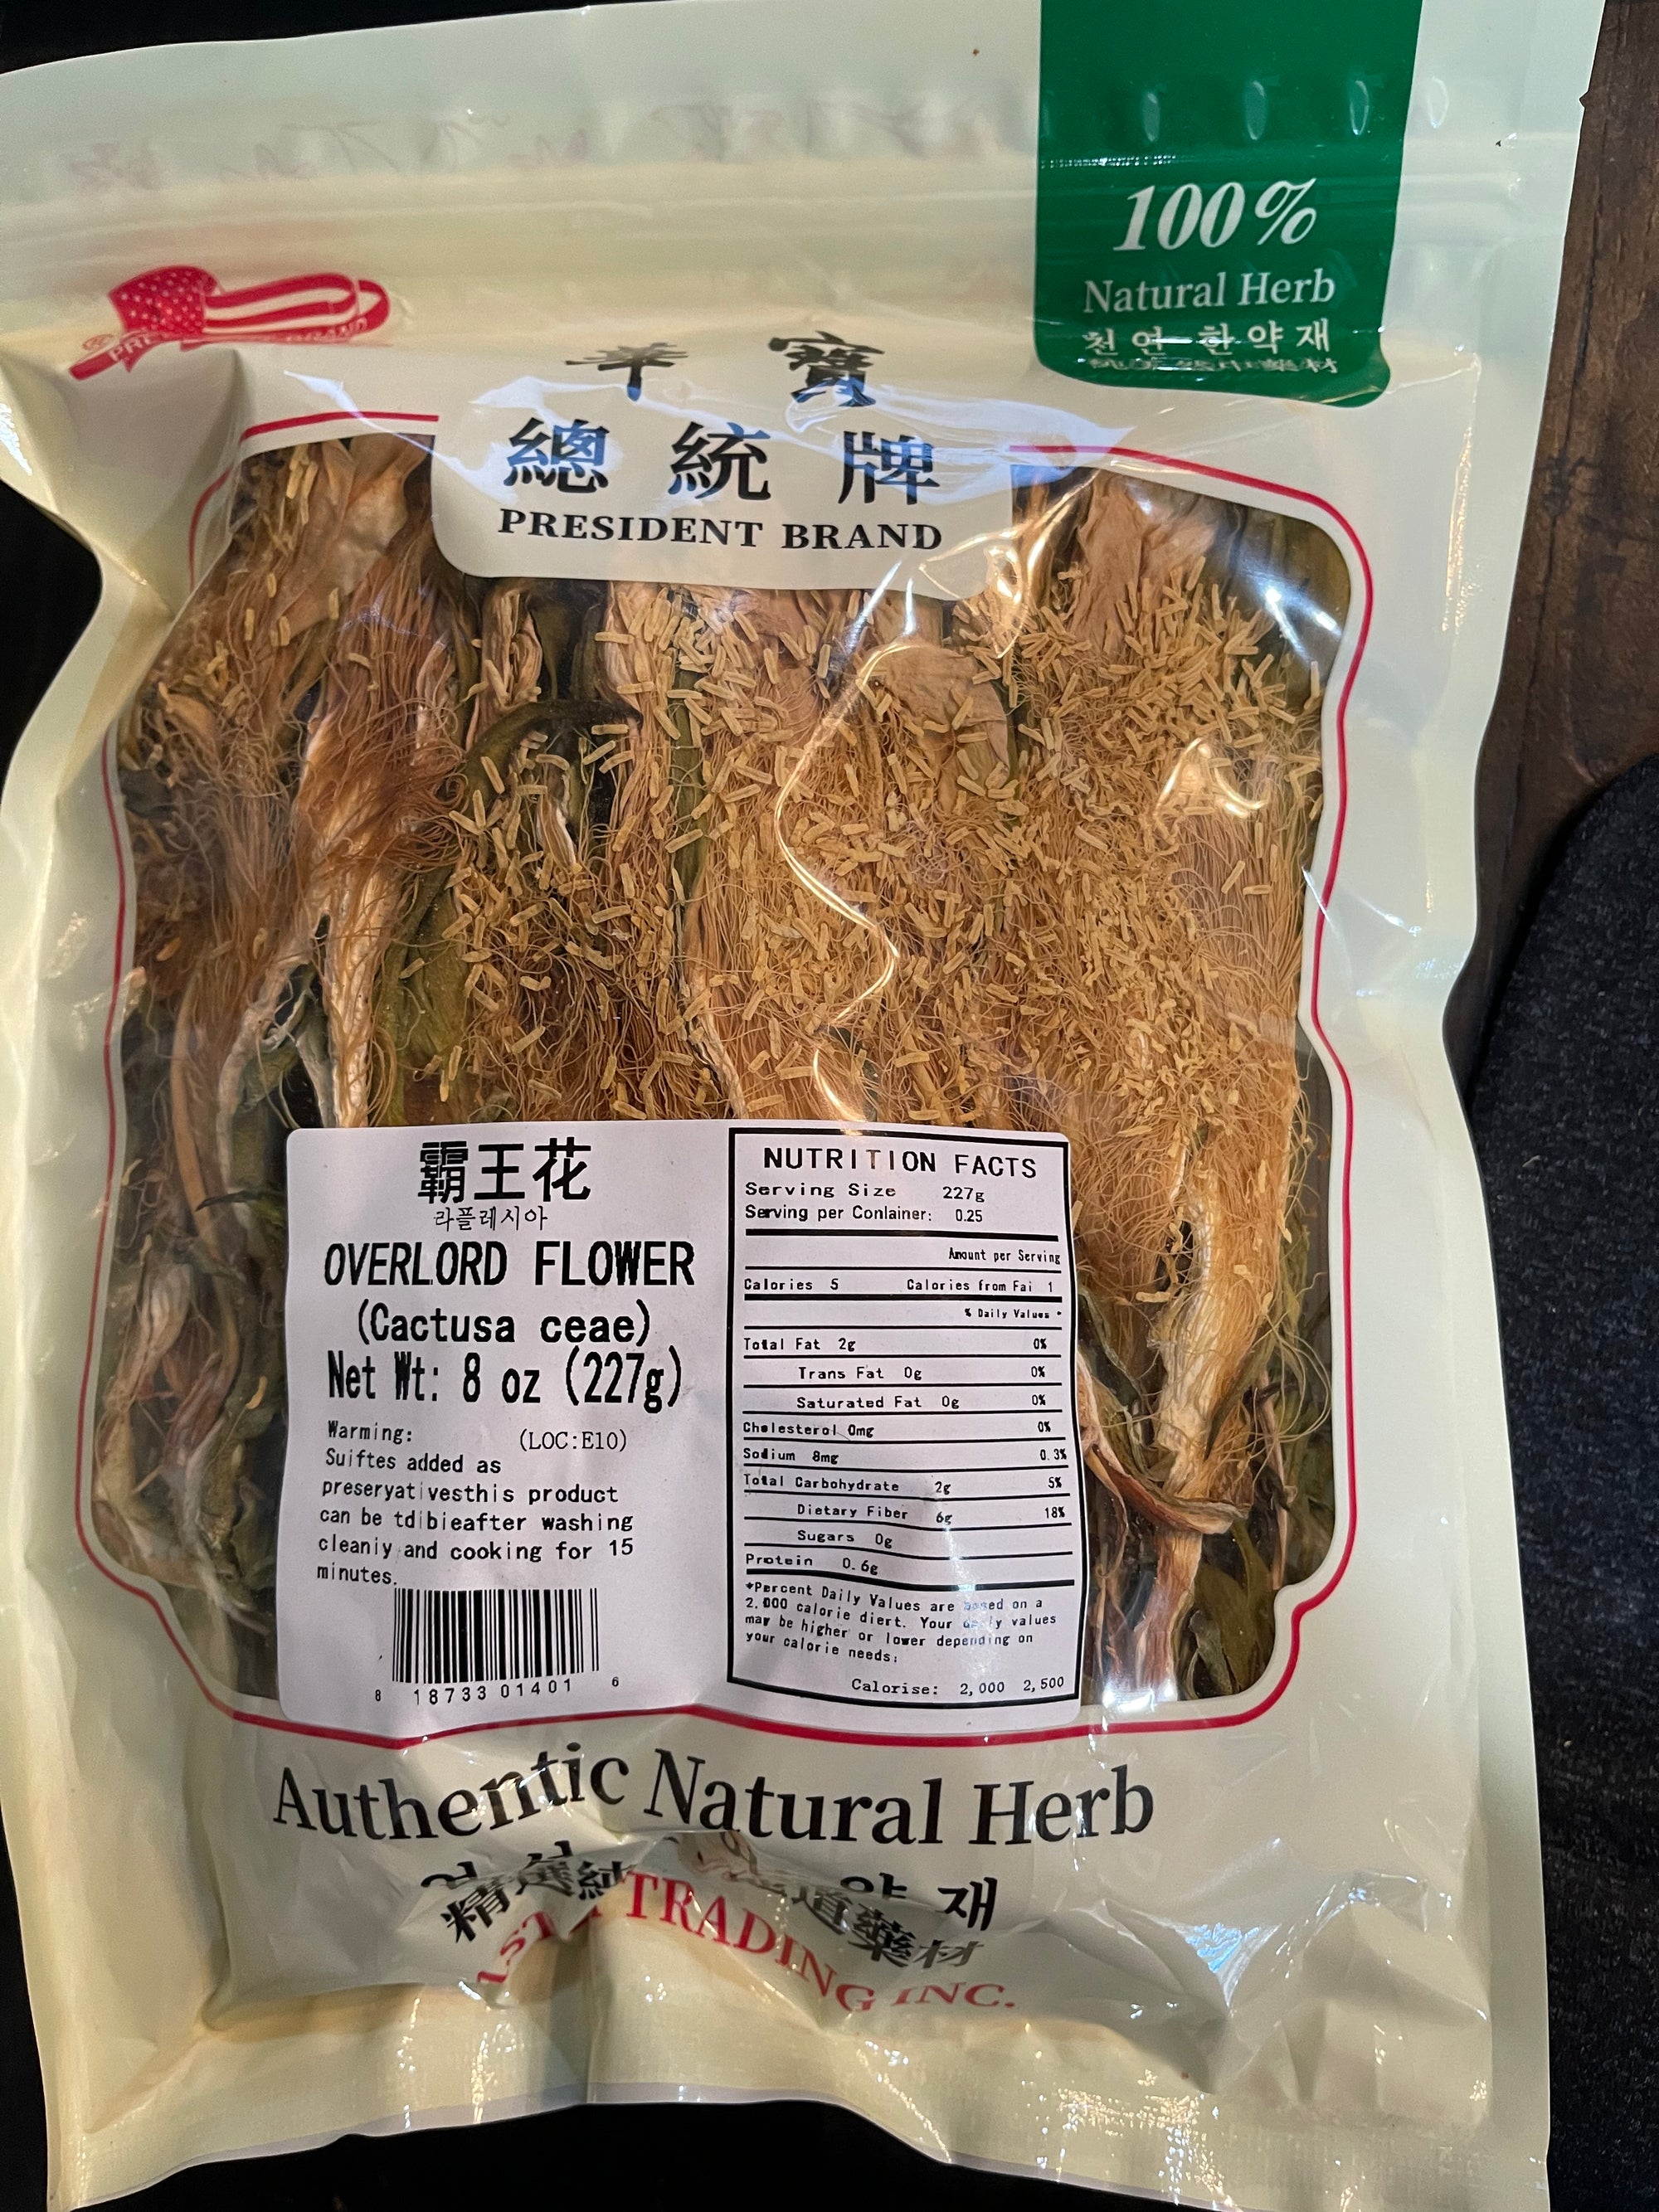 100%
Natural Herb
천연 한약재
PRE BRAND
華寶
總統牌
PRESIDENT BRAND
霸王花
라플레시아
OVERLORD FLOWER
(Cactusa ceae)
Net Wt: 8 oz (227g)
Warming: (LOC:E10)
Suiftes added as
preseryativesthis product
can be tdibieafter washing
cleaniy and cooking for 15
minutes.
8 18733 01401 6
NUTRITION FACTS
Serving Size 227g
Serving per Conlainer: 0.25
Amount per Serving
Calories 5 Calories from Fai 1
% Daily Values *
Total Fat 2g 0%
Trans Fat 0g 0%
Saturated Fat 0g 0%
Cholesterol 0mg 0%
Sodium 8mg 0.3%
Total Carbohydrate 2g 5%
Dietary Fiber 6g 18%
Sugars 0g
Protein 0.6g
*Percent Daily Values are based on a
2,000 calorie diert. Your daily values
may be higher or lower depending on
your calorie needs:
Calorise: 2,000 2,500
Authentic Natural Herb
약재
精選純 道藥材
TRADING INC.